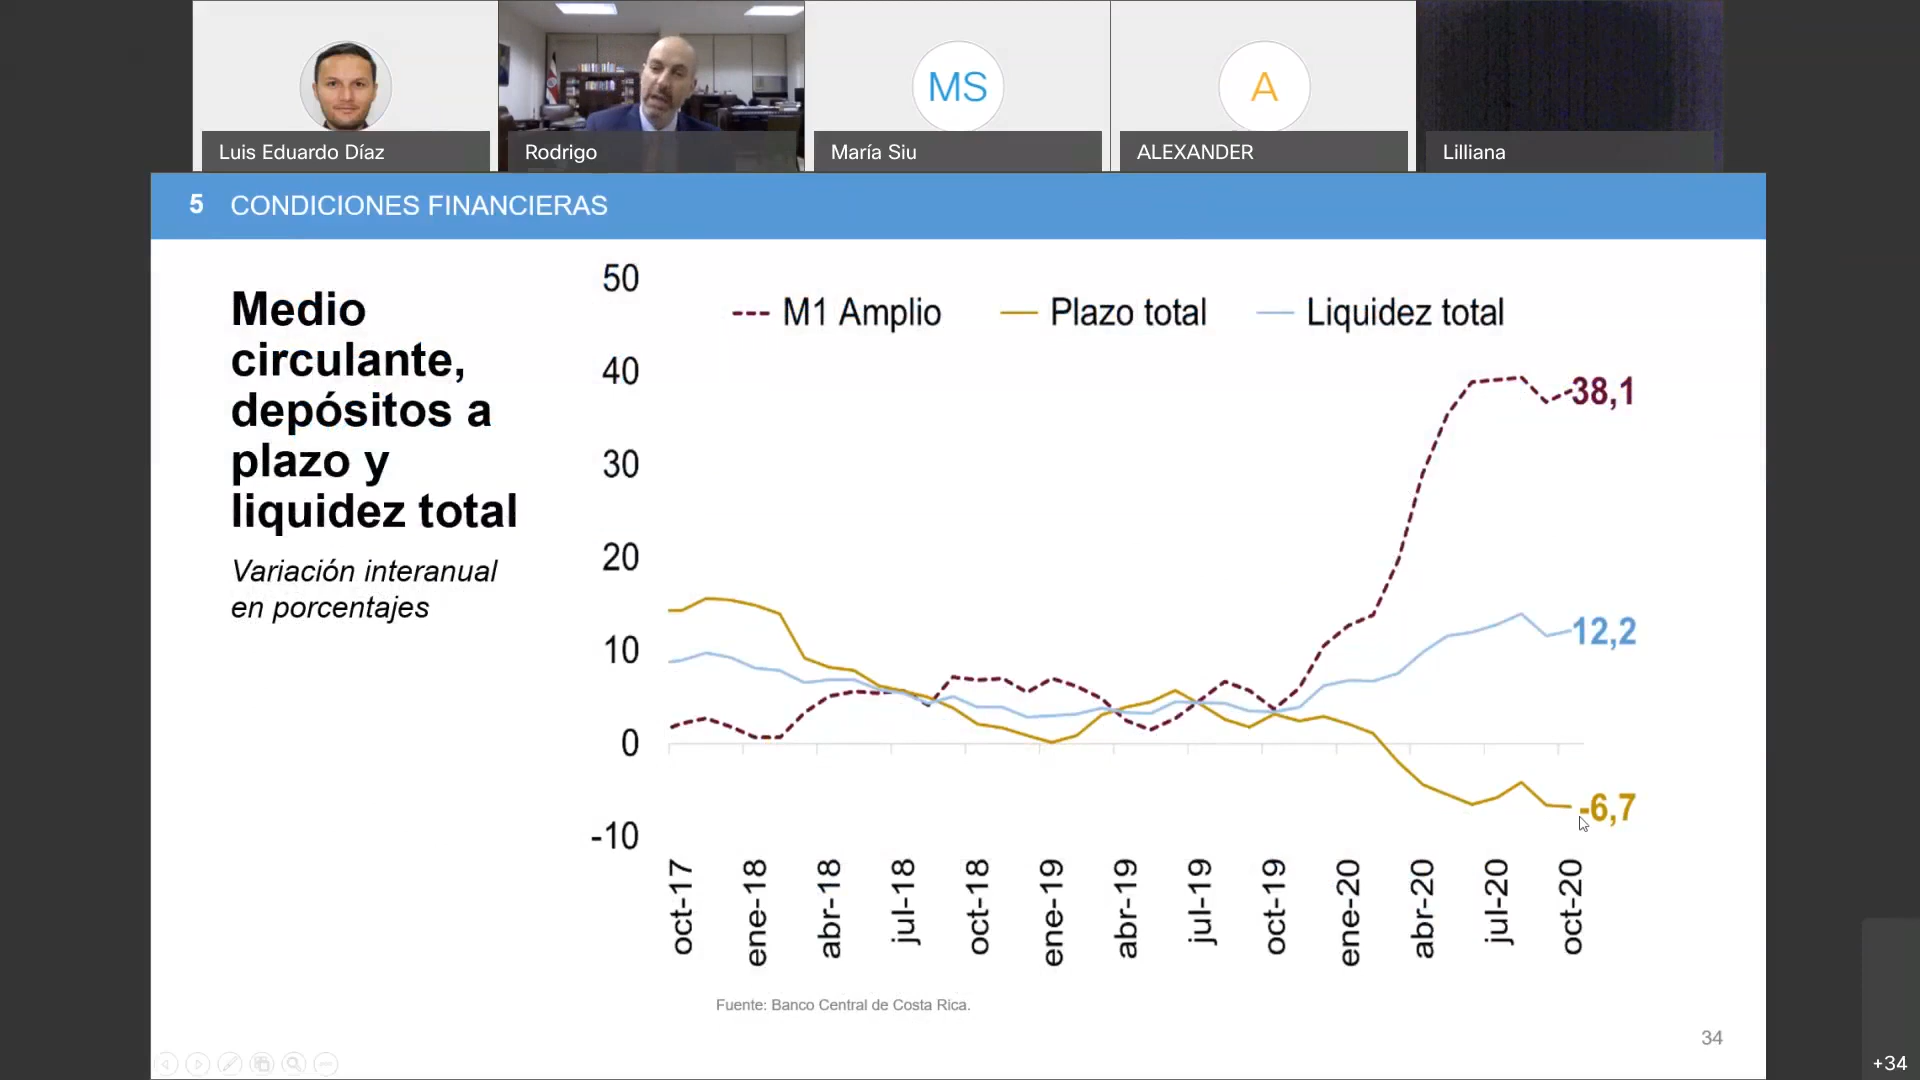 Luis Eduardo Díaz
Rodrigo
MS
María Siu
A
ALEXANDER
Lilliana
5 CONDICIONES FINANCIERAS
Medio
circulante,
depósitos a
plazo y
liquidez total
Variación interanual
en porcentajes
M1 Amplio Plazo total Liquidez total
50
40
30
20
10
0
-10
38,1
12,2
-6,7
oct-17
ene-18
abr-18
jul-18
oct-18
ene-19
abr-19
jul-19
oct-19
ene-20
abr-20
jul-20
oct-20
Fuente: Banco Central de Costa Rica.
34
+34